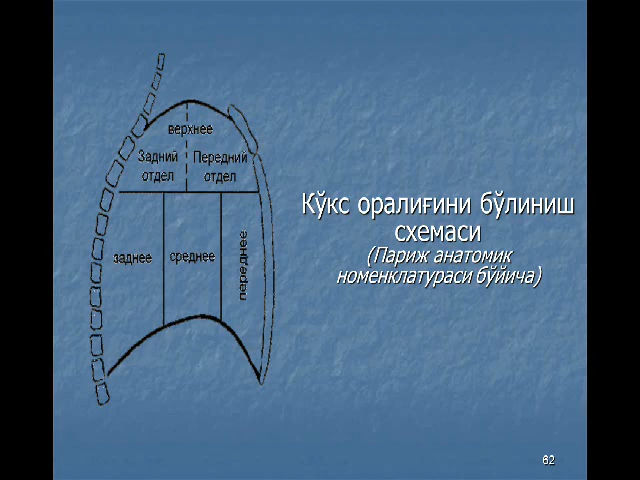 верхнее
Задний отдел
Передний отдел
заднее
среднее
переднее
Кўкс оралиғини бўлиниш
схемаси
(Париж анатомик
номенклатураси бўйича)
62